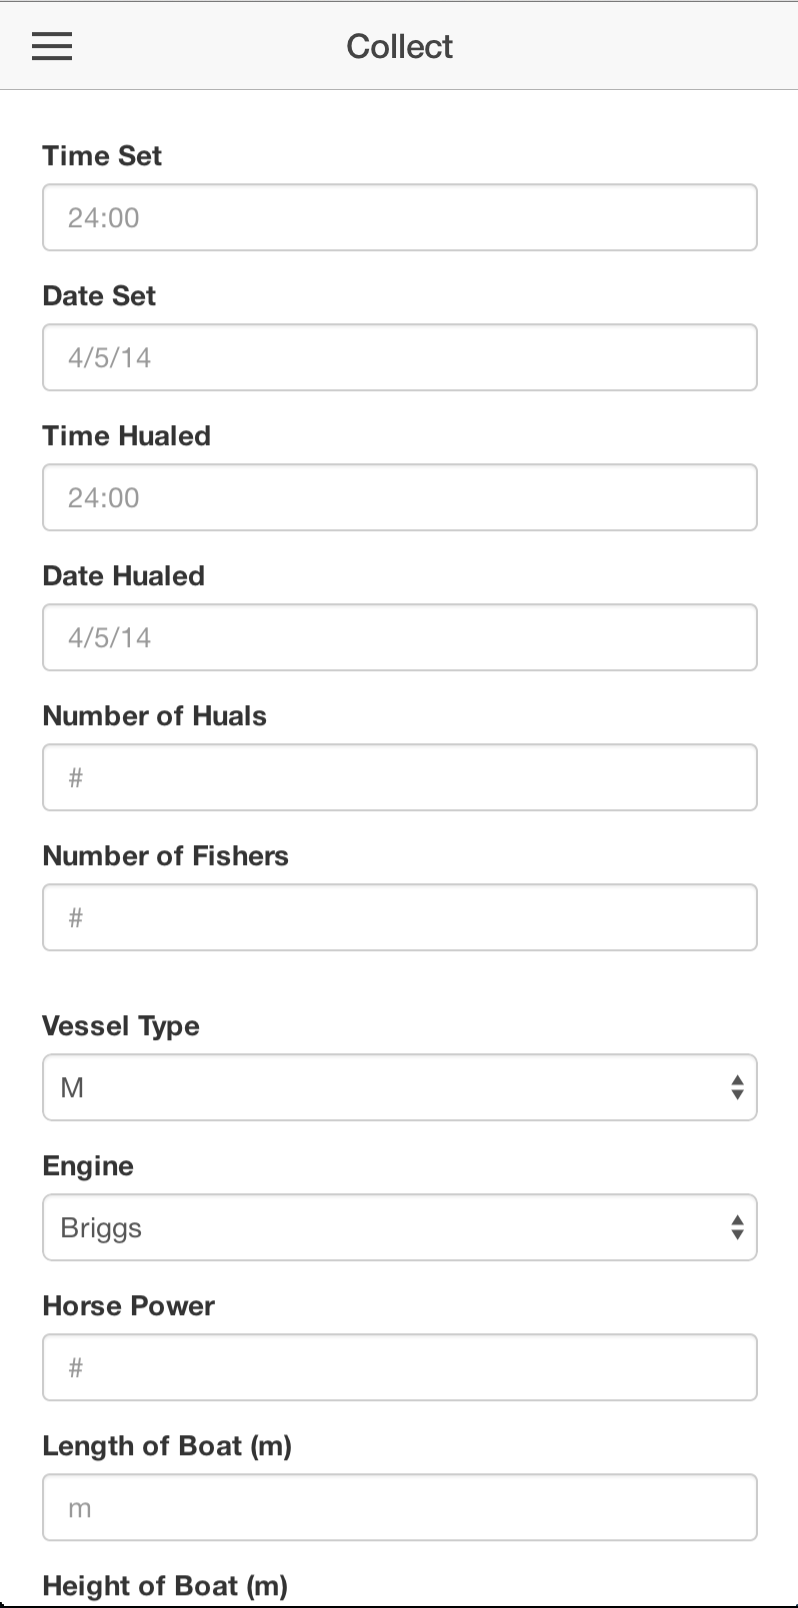 Collect
Time Set
24:00
Date Set
4/5/14
Time Hualed
24:00
Date Hualed
4/5/14
Number of Huals
#
Number of Fishers
#
Vessel Type
M
Engine
Briggs
Horse Power
#
Length of Boat (m)
m
Height of Boat (m)